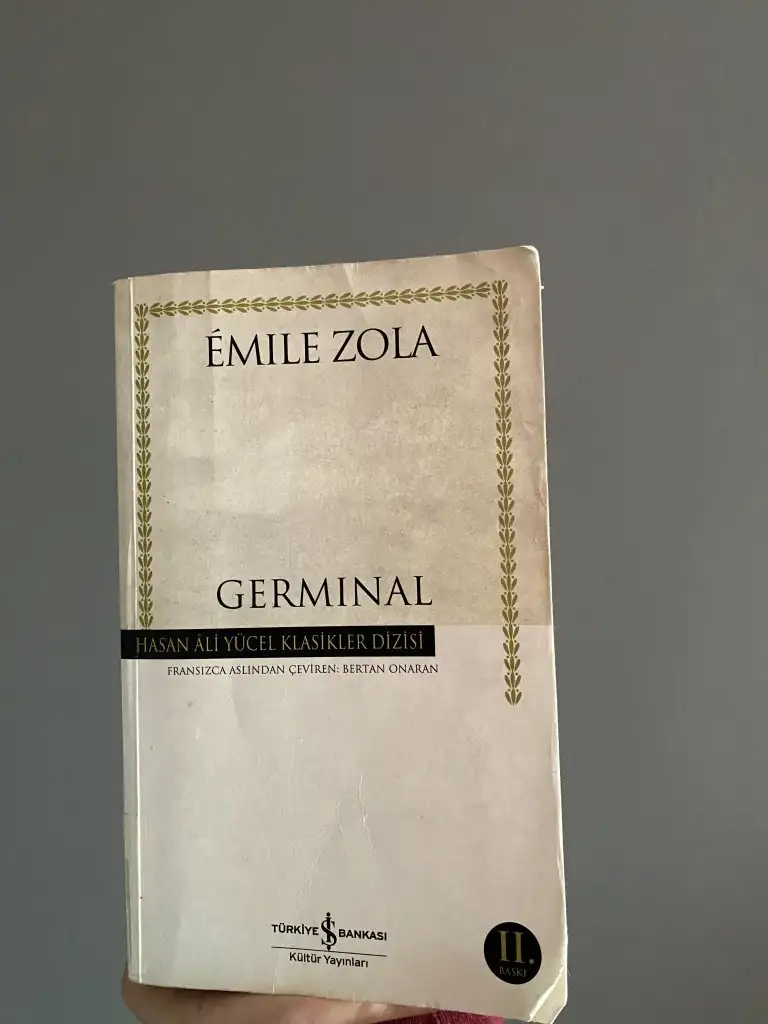 ÉMILE ZOLA
GERMINAL
HASAN ÂLİ YÜCEL KLASİKLER DİZİSİ
FRANSIZCA ASLINDAN ÇEVİREN: BERTAN ONARAN
TÜRKİYE İŞ BANKASI
Kültür Yayınları
II.
BASKI